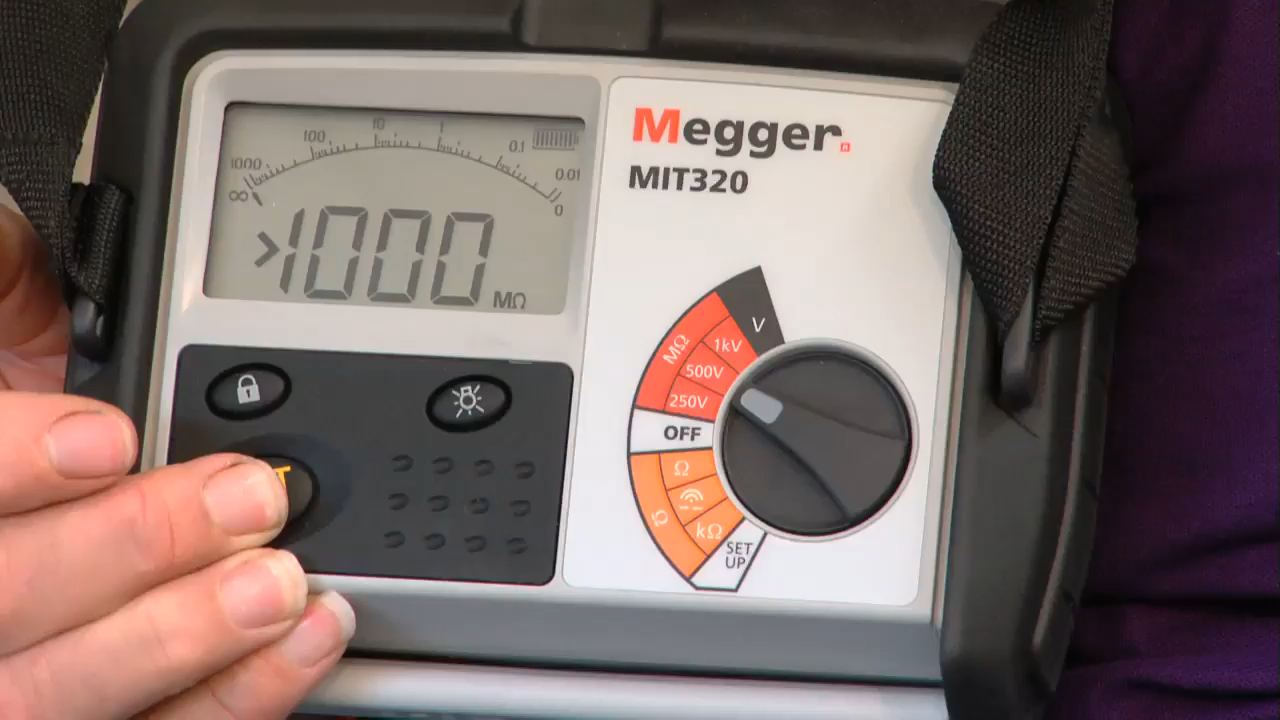 Megger.
MIT320
1000
100
10
1
0.1
0.01
∞
0
>1000
MΩ
V
MΩ
1kV
500V
250V
OFF
Ω
kΩ
SET
UP
T